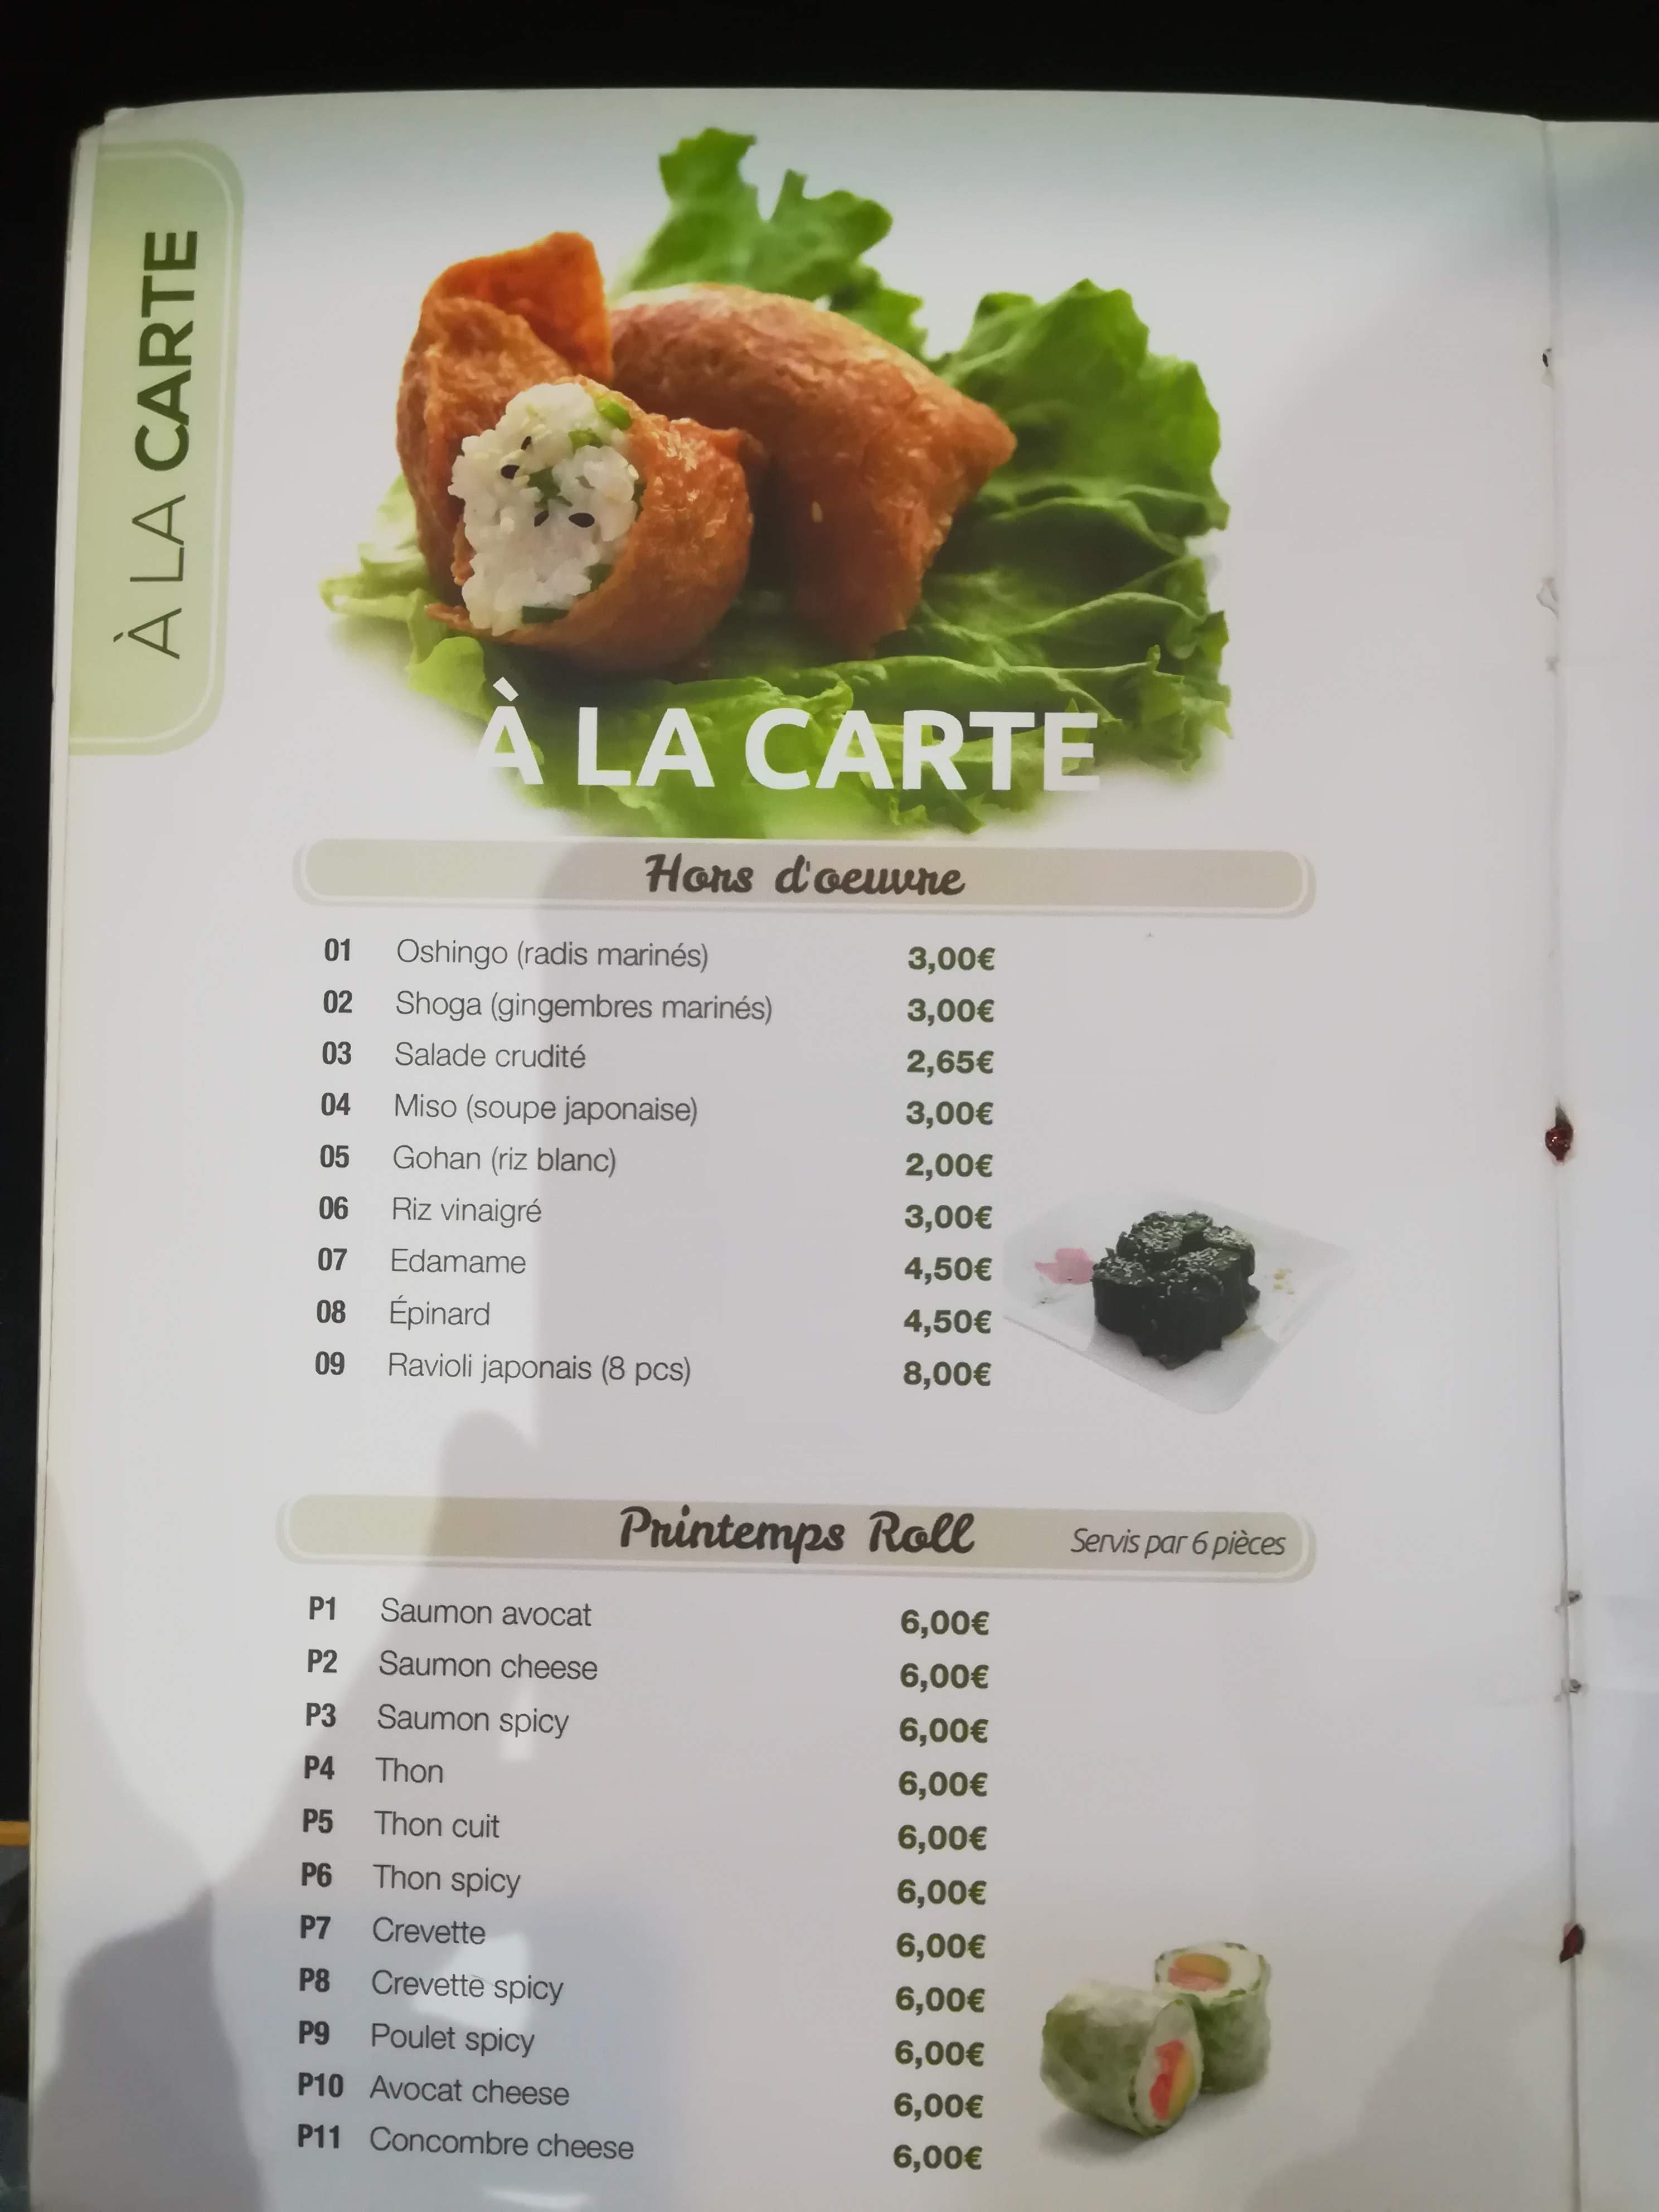 À LA CARTE
À LA CARTE
Hors d'oeuvre
01 Oshingo (radis marinés) 3,00€
02 Shoga (gingembres marinés) 3,00€
03 Salade crudité 2,65€
04 Miso (soupe japonaise) 3,00€
05 Gohan (riz blanc) 2,00€
06 Riz vinaigré 3,00€
07 Edamame 4,50€
08 Épinard 4,50€
09 Ravioli japonais (8 pcs) 8,00€
Printemps Roll Servis par 6 pièces
P1 Saumon avocat 6,00€
P2 Saumon cheese 6,00€
P3 Saumon spicy 6,00€
P4 Thon 6,00€
P5 Thon cuit 6,00€
P6 Thon spicy 6,00€
P7 Crevette 6,00€
P8 Crevette spicy 6,00€
P9 Poulet spicy 6,00€
P10 Avocat cheese 6,00€
P11 Concombre cheese 6,00€